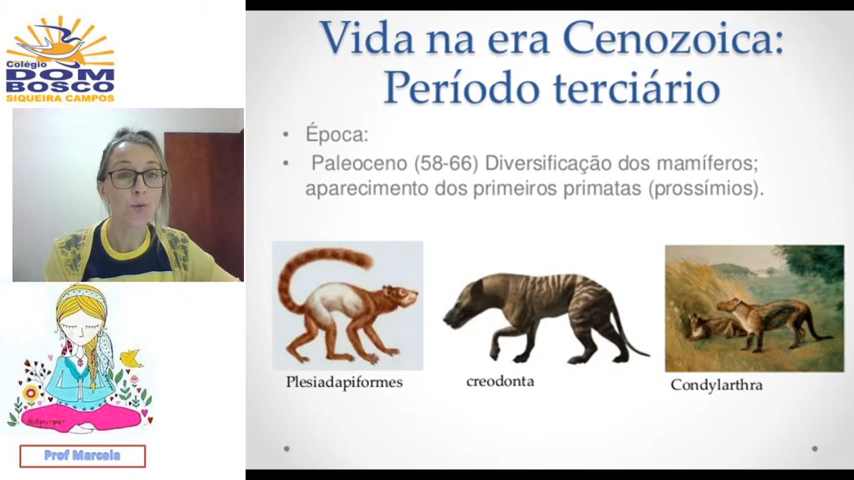 Colégio
DOM
BOSCO
SIQUEIRA CAMPOS
Prof Marcela
Vida na era Cenozoica:
Período terciário
• Época:
• Paleoceno (58-66) Diversificação dos mamíferos;
aparecimento dos primeiros primatas (prossímios).
Plesiadapiformes
creodonta
Condylarthra